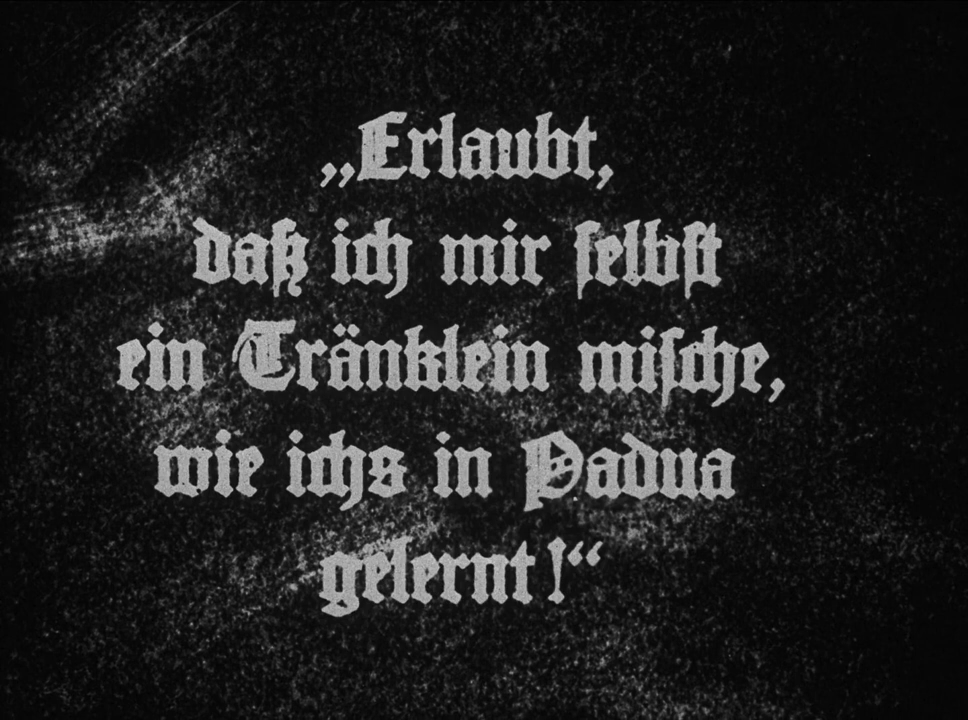 „Erlaubt,
daß ich mir selbst
ein Tränklein mische,
wie ichs in Padua
gelernt!“